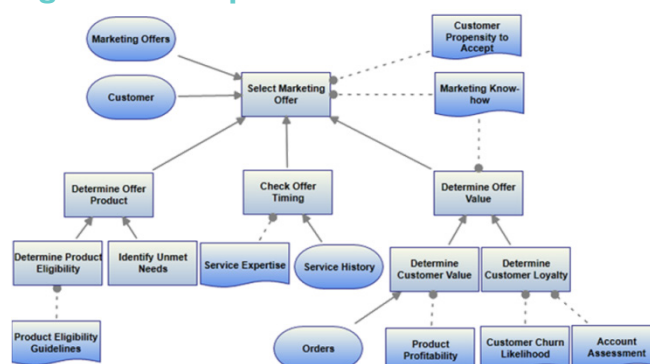 Customer
Propensity to
Accept
Marketing Offers
Select Marketing
Offer
Customer
Marketing Know-
how
Determine Offer
Product
Check Offer
Timing
Determine Offer
Value
Determine Product
Eligibility
Identify Unmet
Needs
Service Expertise
Service History
Determine
Customer Value
Determine
Customer Loyalty
Product Eligibility
Guidelines
Orders
Product
Profitability
Customer Churn
Likelihood
Account
Assessment